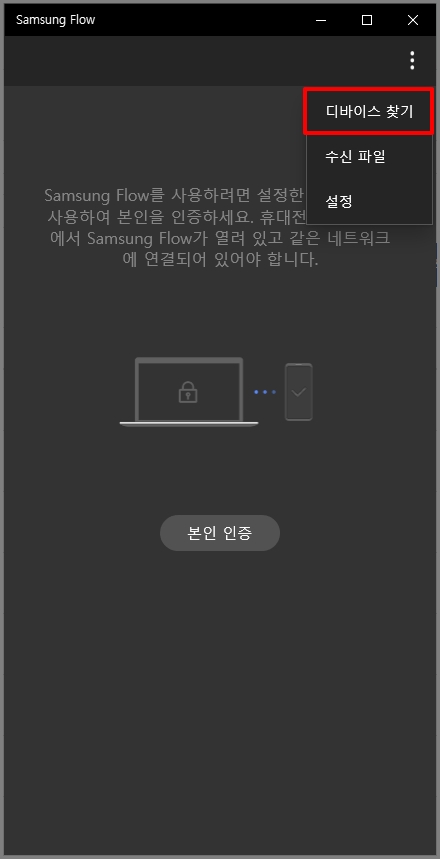 Samsung Flow
디바이스 찾기
수신 파일
설정
Samsung Flow를 사용하려면 설정한
사용하여 본인을 인증하세요. 휴대전
에서 Samsung Flow가 열려 있고 같은 네트워크
에 연결되어 있어야 합니다.
본인 인증